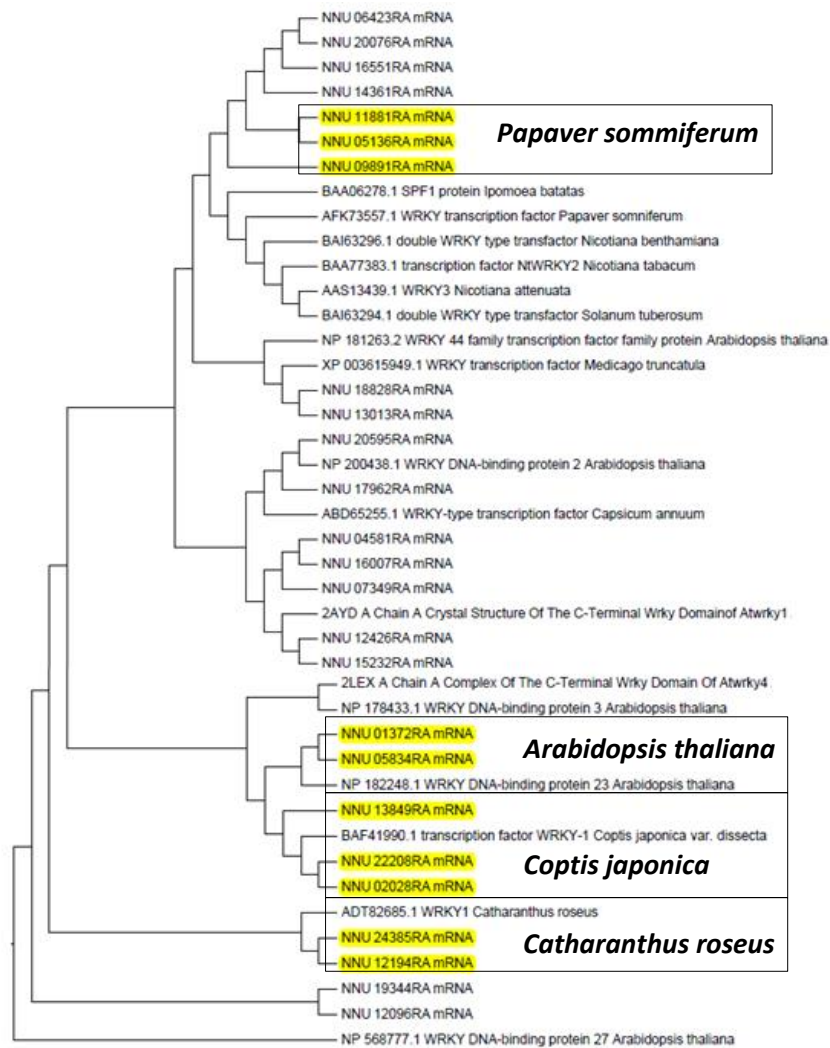 NNU 06423RA mRNA
NNU 20076RA mRNA
NNU 16551RA mRNA
NNU 14361RA mRNA
NNU 11881RA mRNA
Papaver sommiferum
NNU 05136RA mRNA
NNU 09891RA mRNA
BAA06278.1 SPF1 protein Ipomoea batatas
AFK73557.1 WRKY transcription factor Papaver somniferum
BAI63296.1 double WRKY type transfactor Nicotiana benthamiana
BAA77383.1 transcription factor NtWRKY2 Nicotiana tabacum
AAS13439.1 WRKY3 Nicotiana attenuata
BAI63294.1 double WRKY type transfactor Solanum tuberosum
NP 181263.2 WRKY 44 family transcription factor family protein Arabidopsis thaliana
XP 003615949.1 WRKY transcription factor Medicago truncatula
NNU 18828RA mRNA
NNU 13013RA mRNA
NNU 20595RA mRNA
NP 200438.1 WRKY DNA-binding protein 2 Arabidopsis thaliana
NNU 17962RA mRNA
ABD65255.1 WRKY-type transcription factor Capsicum annuum
NNU 04581RA mRNA
NNU 16007RA mRNA
NNU 07349RA mRNA
2AYD A Chain A Crystal Structure Of The C-Terminal Wrky Domainof Atwrky1
NNU 12426RA mRNA
NNU 15232RA mRNA
2LEX A Chain A Complex Of The C-Terminal Wrky Domain Of Atwrky4
NP 178433.1 WRKY DNA-binding protein 3 Arabidopsis thaliana
NNU 01372RA mRNA
Arabidopsis thaliana
NNU 05834RA mRNA
NP 182248.1 WRKY DNA-binding protein 23 Arabidopsis thaliana
NNU 13849RA mRNA
BAF41990.1 transcription factor WRKY-1 Coptis japonica var. dissecta
NNU 22208RA mRNA
Coptis japonica
NNU 02028RA mRNA
ADT82685.1 WRKY1 Catharanthus roseus
NNU 24385RA mRNA
Catharanthus roseus
NNU 12194RA mRNA
NNU 19344RA mRNA
NNU 12096RA mRNA
NP 568777.1 WRKY DNA-binding protein 27 Arabidopsis thaliana